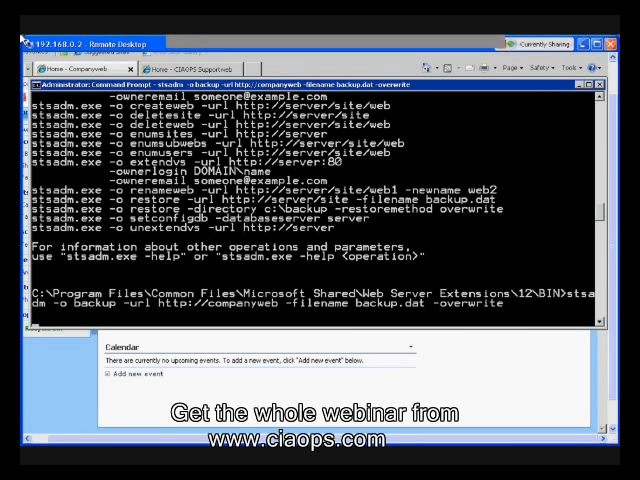 192.168.0.2 - Remote Desktop
Currently Sharing
Home - Companyweb x Home - CIAOPS Supportweb Page Safety Tools
Administrator: Command Prompt - stsadm -o backup -url http://companyweb -filename backup.dat -overwrite
-owneremail someone@example.com
stsadm.exe -o createweb -url http://server/site/web
stsadm.exe -o deletesite -url http://server/site
stsadm.exe -o deleteweb -url http://server/site/web
stsadm.exe -o enumsites -url http://server
stsadm.exe -o enumsubwebs -url http://server/site/web
stsadm.exe -o enumusers -url http://server/site/web
stsadm.exe -o extendvs -url http://server:80
-ownerlogin DOMAIN\name
-owneremail someone@example.com
stsadm.exe -o renameweb -url http://server/site/web1 -newname web2
stsadm.exe -o restore -url http://server/site -filename backup.dat
stsadm.exe -o restore -directory c:\backup -restoremethod overwrite
stsadm.exe -o setconfigdb -databaseserver server
stsadm.exe -o unextendvs -url http://server
For information about other operations and parameters,
use "stsadm.exe -help" or "stsadm.exe -help <operation>"
C:\Program Files\Common Files\Microsoft Shared\Web Server Extensions\12\BIN>stsa
dm -o backup -url http://companyweb -filename backup.dat -overwrite
Calendar
There are currently no upcoming events. To add a new event, click "Add new event" below.
Add new event
Get the whole webinar from
www.ciaops.com